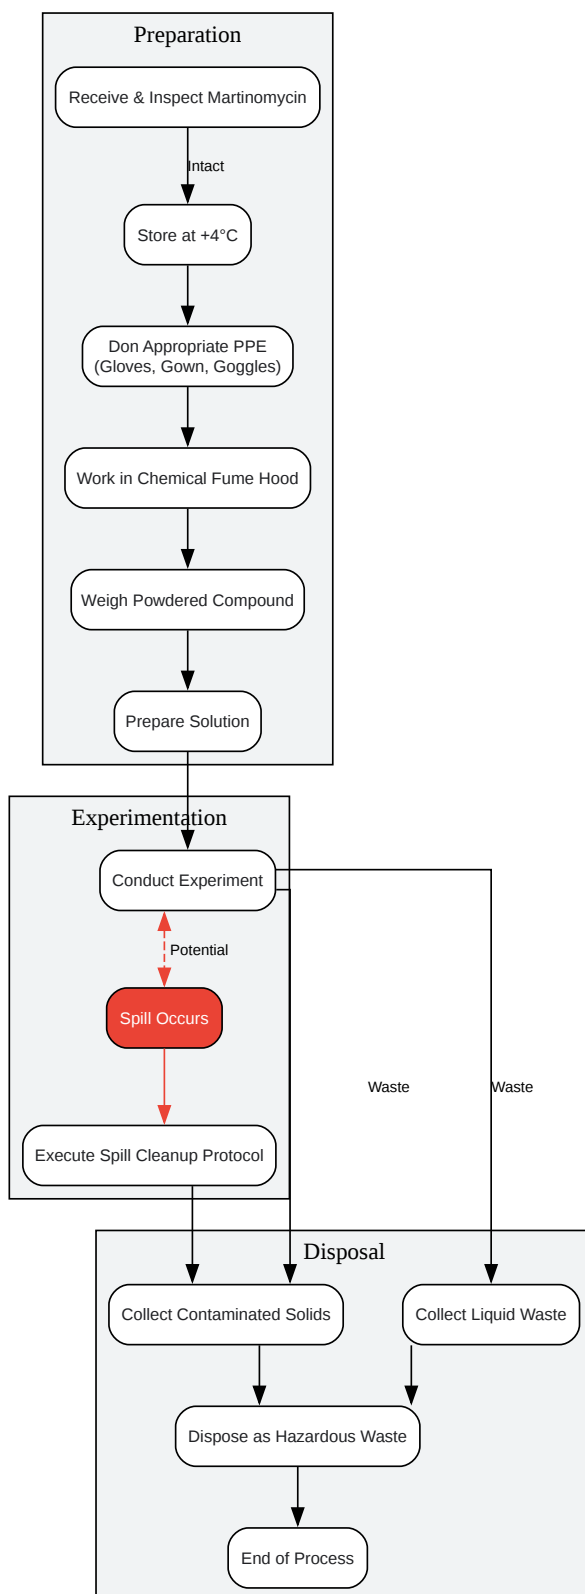 Preparation
Receive & Inspect Martinomycin
Intact
Store at +4°C
Don Appropriate PPE
(Gloves, Gown, Goggles)
Work in Chemical Fume Hood
Weigh Powdered Compound
Prepare Solution
Experimentation
Conduct Experiment
Potential
Spill Occurs
Waste
Waste
Execute Spill Cleanup Protocol
Disposal
Collect Contaminated Solids
Collect Liquid Waste
Dispose as Hazardous Waste
End of Process